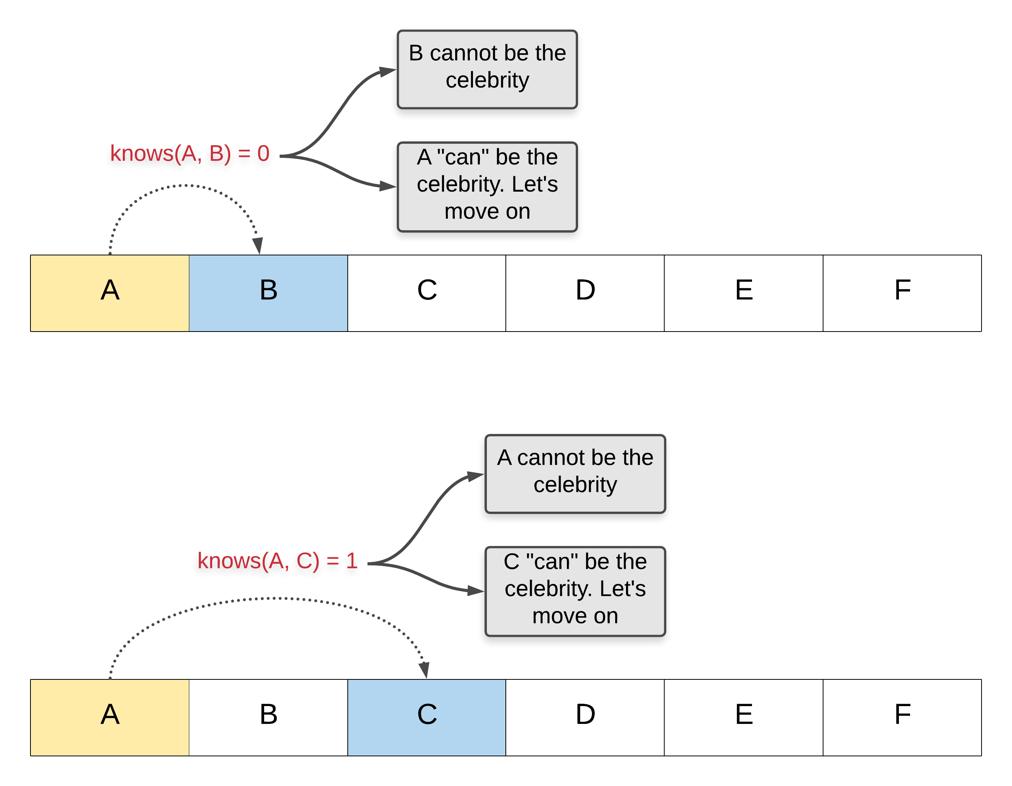 B cannot be the
celebrity
knows(A, B) = 0
A "can" be the
celebrity. Let's
move on
A B C D E F
A cannot be the
celebrity
knows(A, C) = 1
C "can" be the
celebrity. Let's
move on
A B C D E F